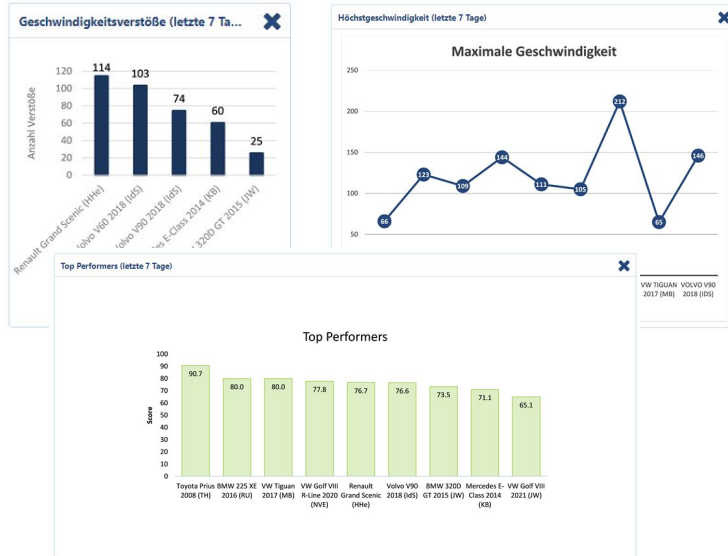 Geschwindigkeitsverstöße (letzte 7 Ta...
Anzahl Verstöße
120
100
80
60
40
20
0
114
103
74
60
25
Renault Grand Scenic (HHe)
Volvo V60 2018 (IdS)
Volvo V90 2018 (IdS)
E-Class 2014 (KB)
320D GT 2015 (JW)
Höchstgeschwindigkeit (letzte 7 Tage)
Maximale Geschwindigkeit
250
200
150
100
50
66
123
109
144
111
105
212
65
146
VW TIGUAN
2017 (MB)
VOLVO V90
2018 (IDS)
Top Performers (letzte 7 Tage)
Top Performers
Score
100
90
80
70
60
50
40
30
20
10
0
90.7
80.0
80.0
77.8
76.7
76.6
73.5
71.1
65.1
Toyota Prius
2008 (TH)
BMW 225 XE
2016 (RU)
VW Tiguan
2017 (MB)
VW Golf VIII
R-Line 2020
(NVE)
Renault
Grand Scenic
(HHe)
Volvo V90
2018 (IdS)
BMW 320D
GT 2015 (JW)
Mercedes E-
Class 2014
(KB)
VW Golf VIII
2021 (JW)